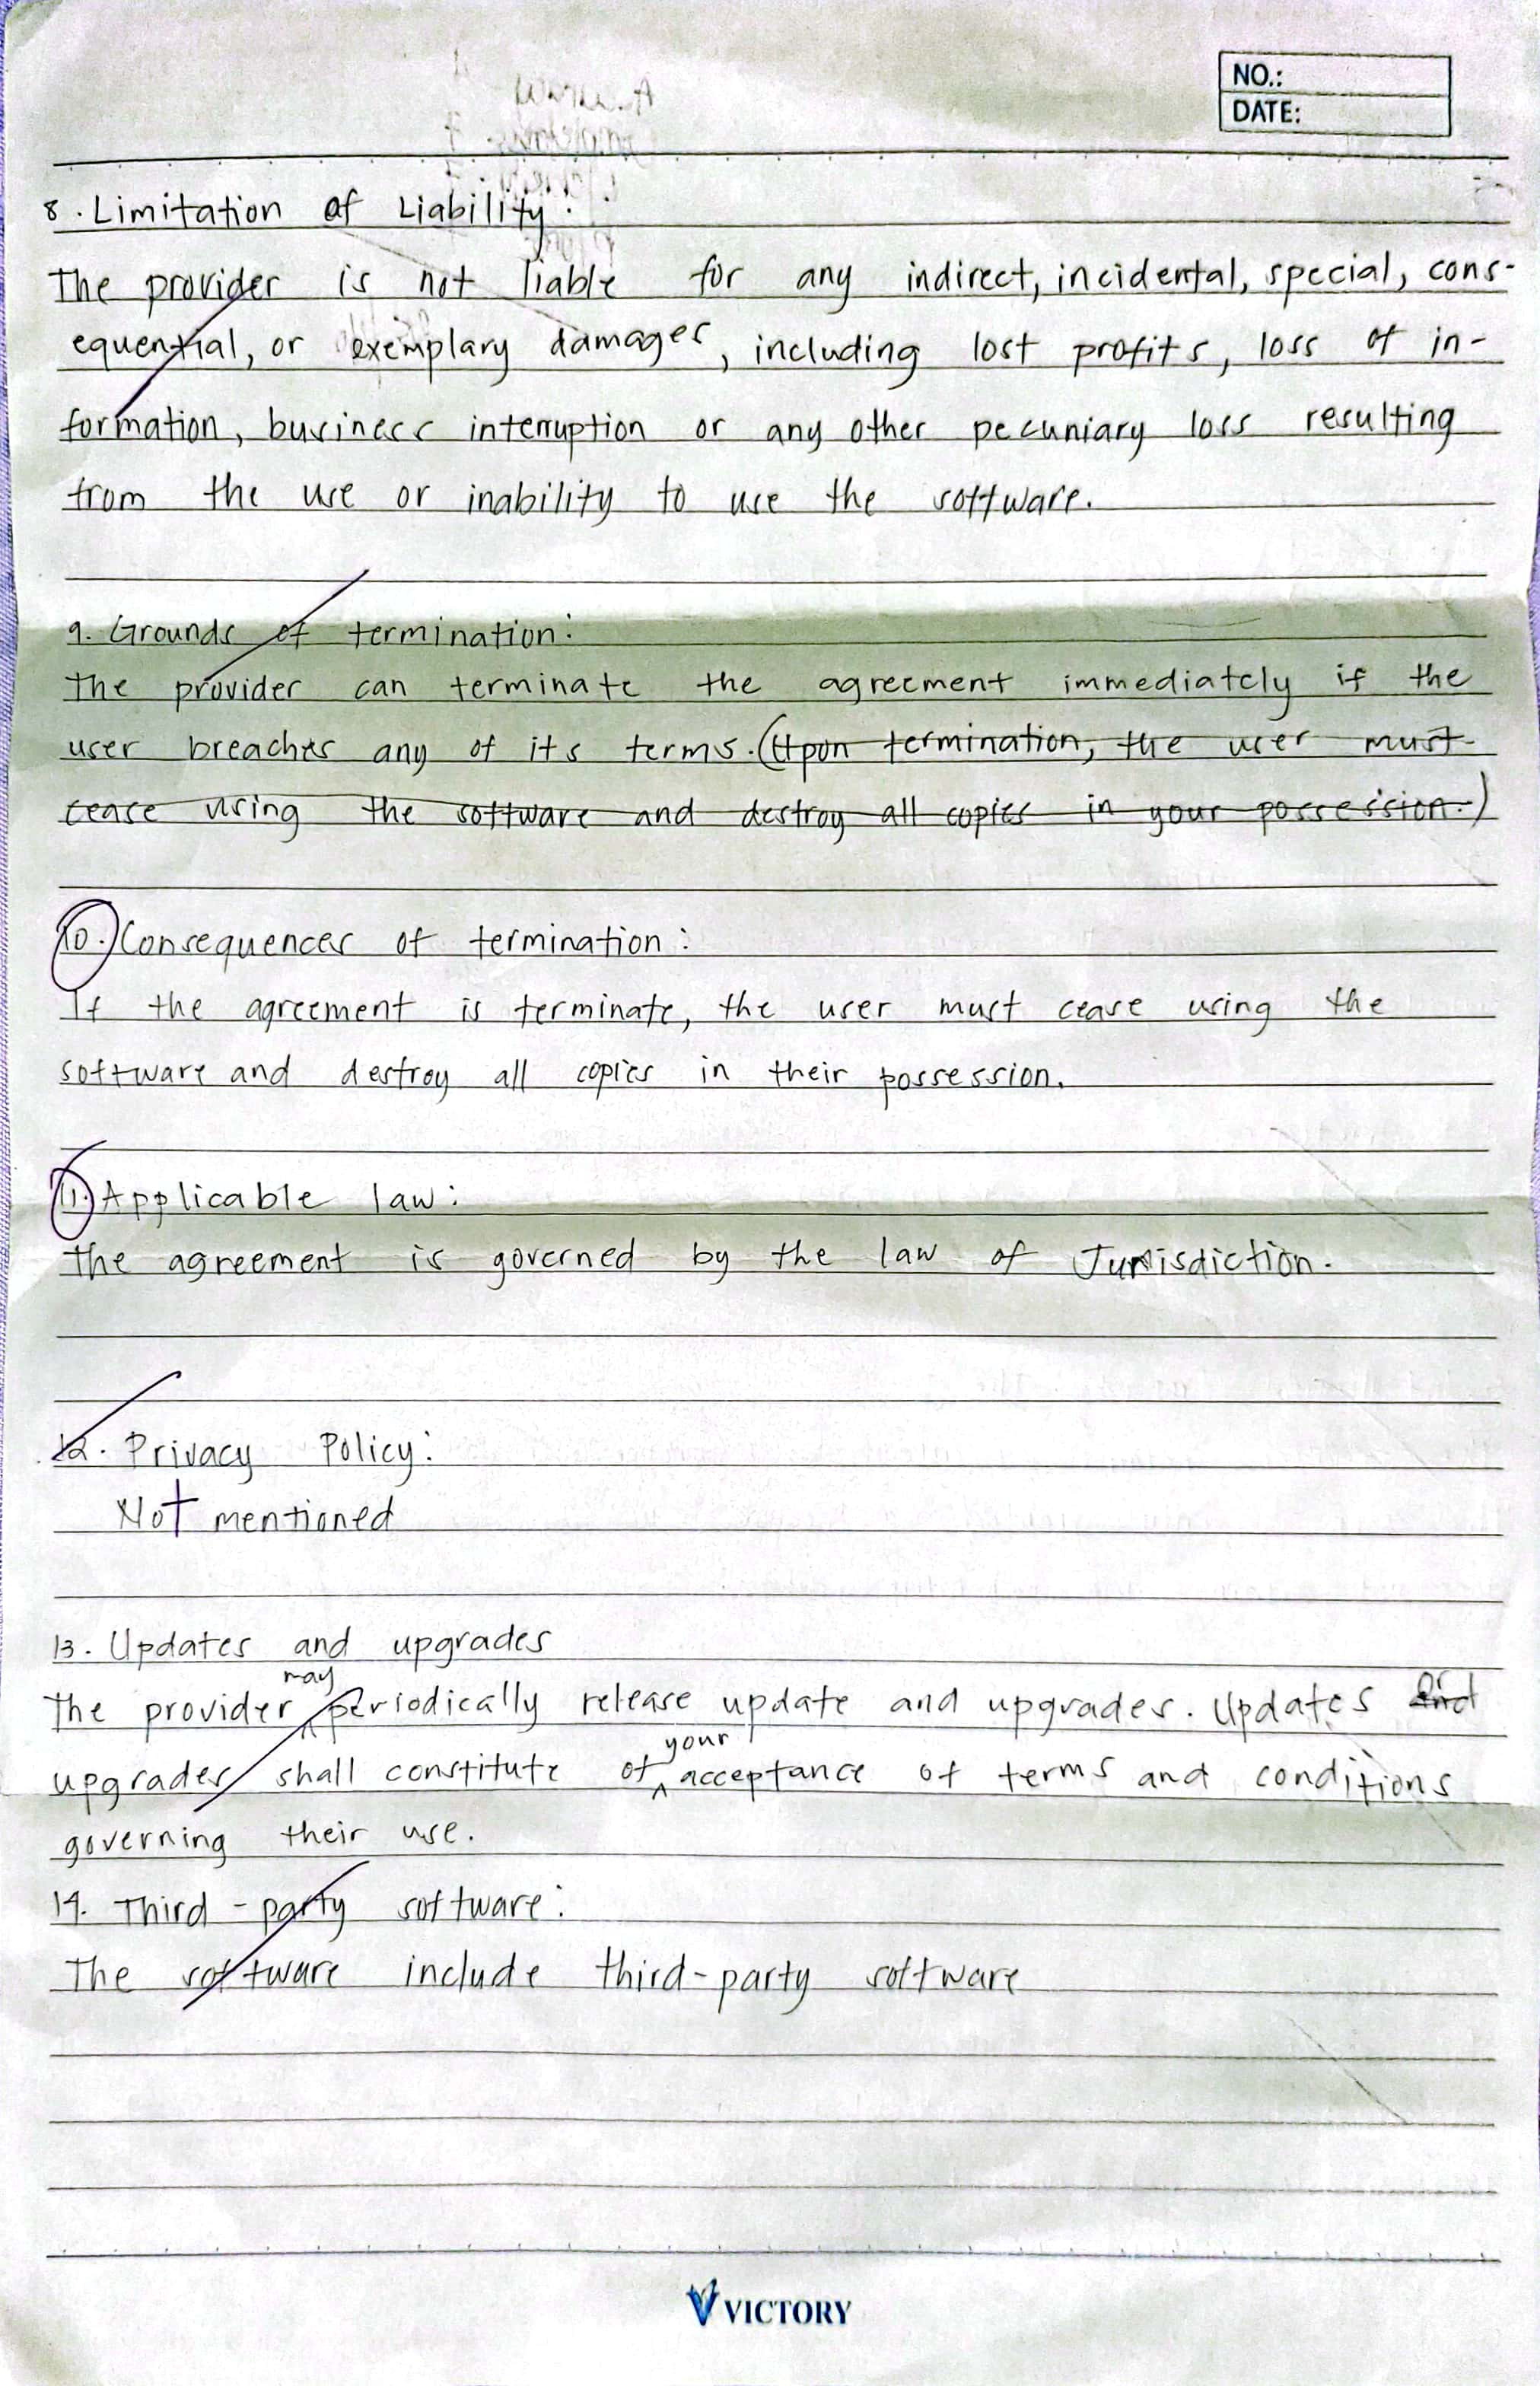 NO.:
DATE:
8. Limitation of Liability:
The provider is not liable for any indirect, incidental, special, cons-
equential, or exemplary damages, including lost profits, loss of in-
formation, business interruption or any other pecuniary loss resulting
from the use or inability to use the software.
9. Grounds of termination:
The provider can terminate the agreement immediately if the
user breaches any of its terms. (Upon termination, the user must
cease using the software and destroy all copies in your possession.)
10. Consequences of termination:
If the agreement is terminate, the user must cease using the
software and destroy all copies in their possession.
11. Applicable law:
The agreement is governed by the law of Jurisdiction.
12. Privacy Policy:
Not mentioned
13. Updates and upgrades
The provider may periodically release update and upgrades. Updates or
upgrades shall constitute of your acceptance of terms and conditions
governing their use.
14. Third-party software:
The software include third-party software
VICTORY